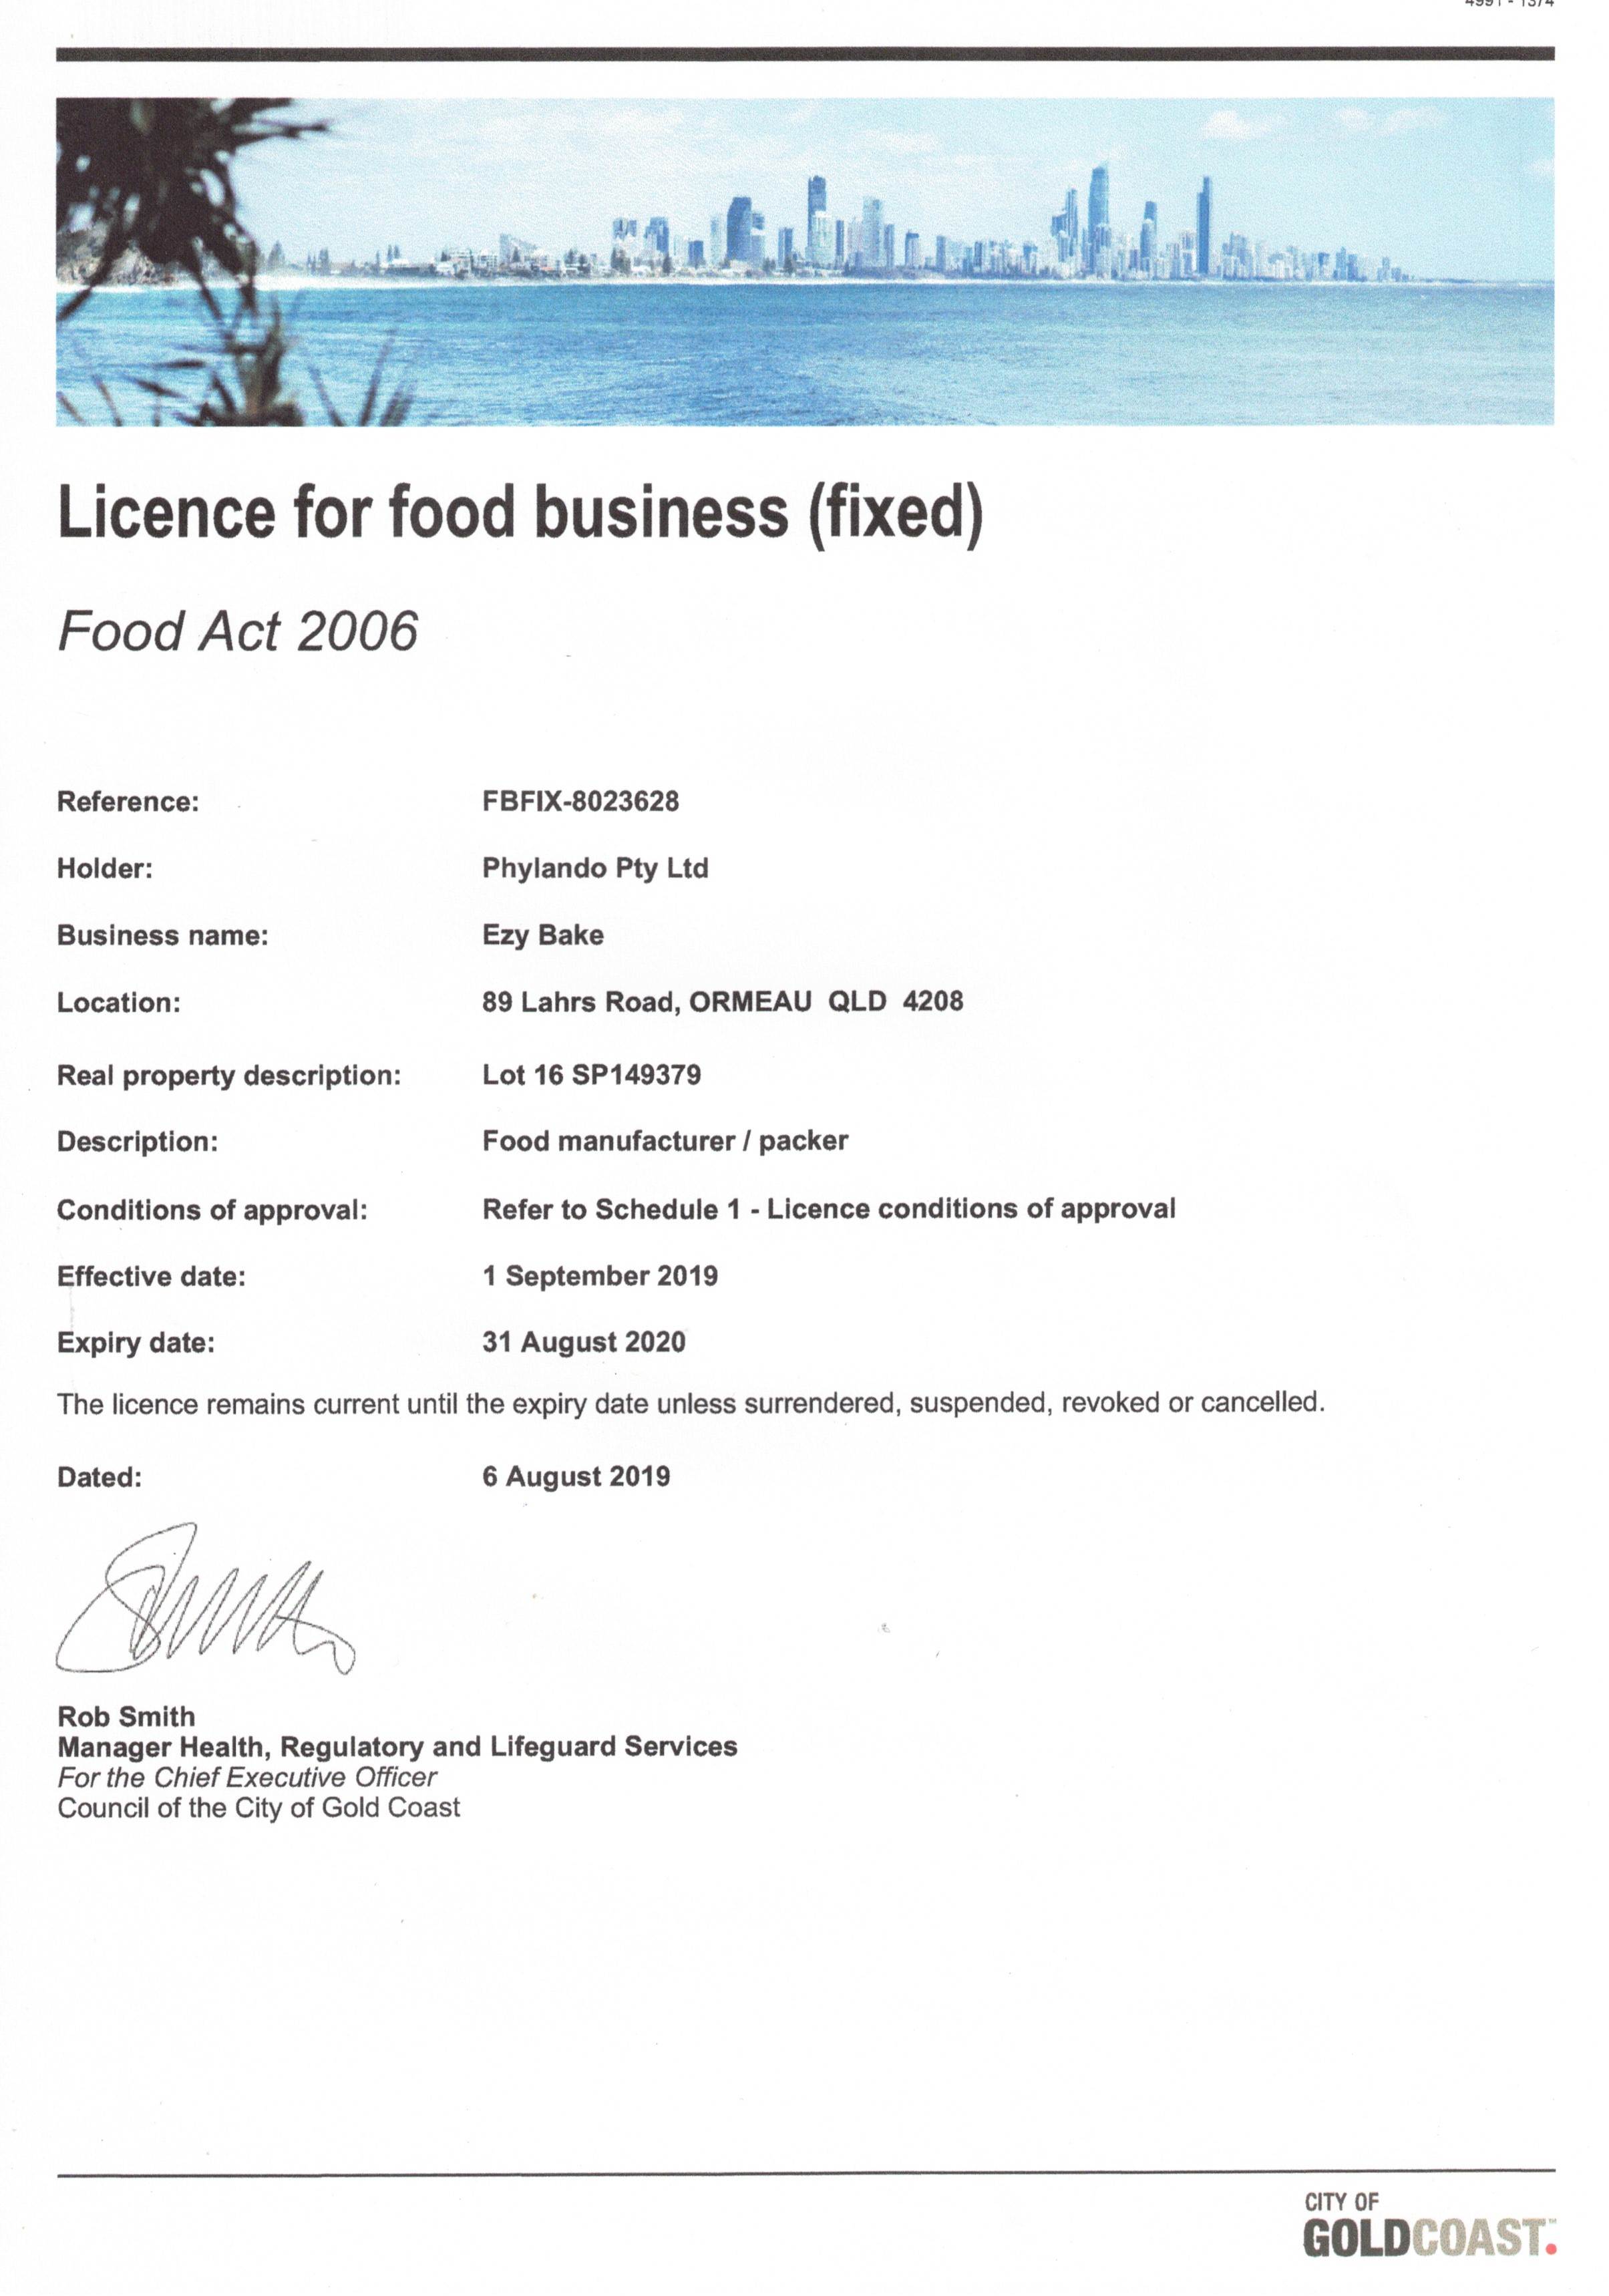 Licence for food business (fixed)
Food Act 2006
Reference: FBFIX-8023628
Holder: Phylando Pty Ltd
Business name: Ezy Bake
Location: 89 Lahrs Road, ORMEAU QLD 4208
Real property description: Lot 16 SP149379
Description: Food manufacturer / packer
Conditions of approval: Refer to Schedule 1 - Licence conditions of approval
Effective date: 1 September 2019
Expiry date: 31 August 2020
The licence remains current until the expiry date unless surrendered, suspended, revoked or cancelled.
Dated: 6 August 2019
Rob Smith
Manager Health, Regulatory and Lifeguard Services
For the Chief Executive Officer
Council of the City of Gold Coast
CITY OF
GOLDCOAST.